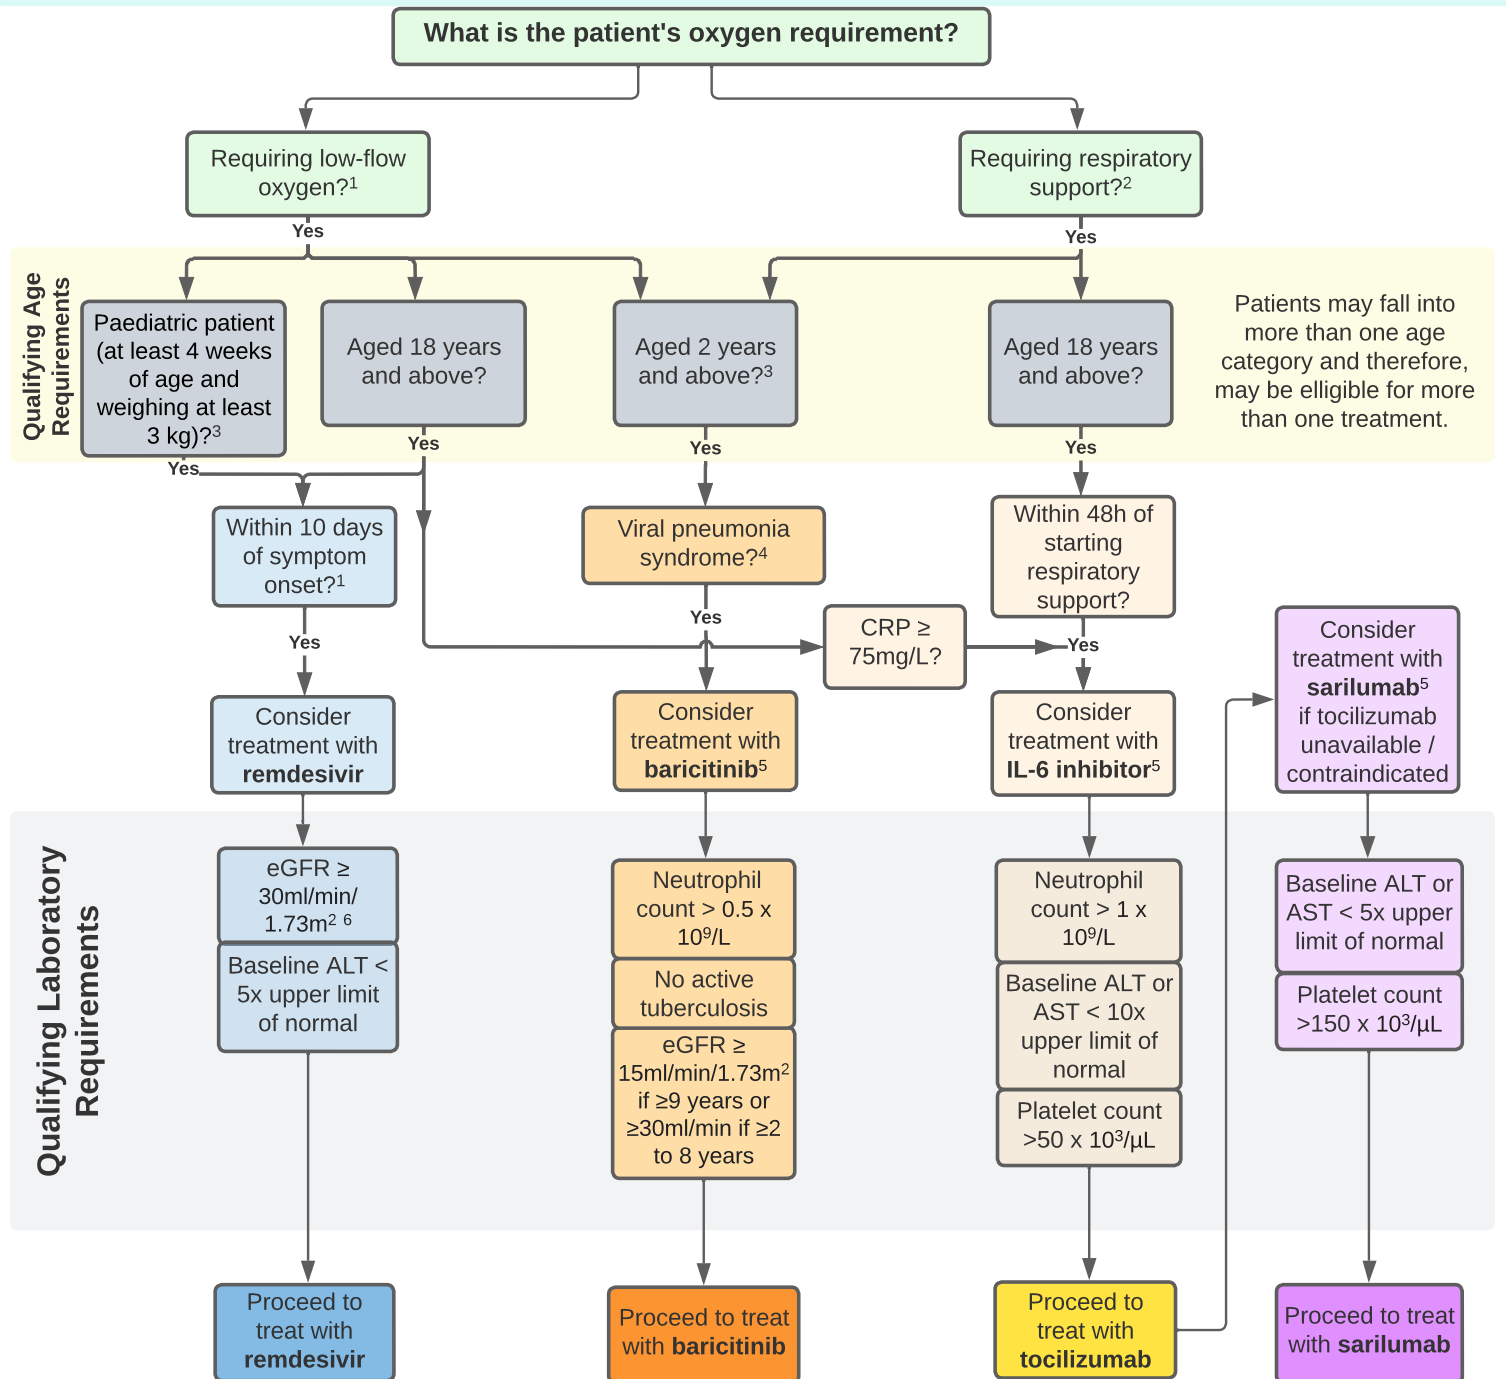 What is the patient's oxygen requirement?
Requiring low-flow
oxygen?¹
Requiring respiratory
support?²
Yes
Yes
Qualifying Age
Requirements
Paediatric patient
(at least 4 weeks
of age and
weighing at least
3 kg)?³
Aged 18 years
and above?
Aged 2 years
and above?³
Aged 18 years
and above?
Patients may fall into
more than one age
category and therefore,
may be elligible for more
than one treatment.
Yes
Yes
Yes
Yes
Within 10 days
of symptom
onset?¹
Viral pneumonia
syndrome?⁴
Within 48h of
starting
respiratory
support?
Yes
Yes
CRP ≥
75mg/L?
Yes
Consider
treatment with
remdesivir
Consider
treatment with
baricitinib⁵
Consider
treatment with
IL-6 inhibitor⁵
Consider
treatment with
sarilumab⁵
if tocilizumab
unavailable /
contraindicated
Qualifying Laboratory
Requirements
eGFR ≥
30ml/min/
1.73m² ⁶
Baseline ALT <
5x upper limit
of normal
Neutrophil
count > 0.5 x
10⁹/L
No active
tuberculosis
eGFR ≥
15ml/min/1.73m²
if ≥9 years or
≥30ml/min if ≥2
to 8 years
Neutrophil
count > 1 x
10⁹/L
Baseline ALT or
AST < 10x
upper limit of
normal
Platelet count
>50 x 10³/µL
Baseline ALT or
AST < 5x upper
limit of normal
Platelet count
>150 x 10³/µL
Proceed to
treat with
remdesivir
Proceed to treat
with baricitinib
Proceed to
treat with
tocilizumab
Proceed to treat
with sarilumab